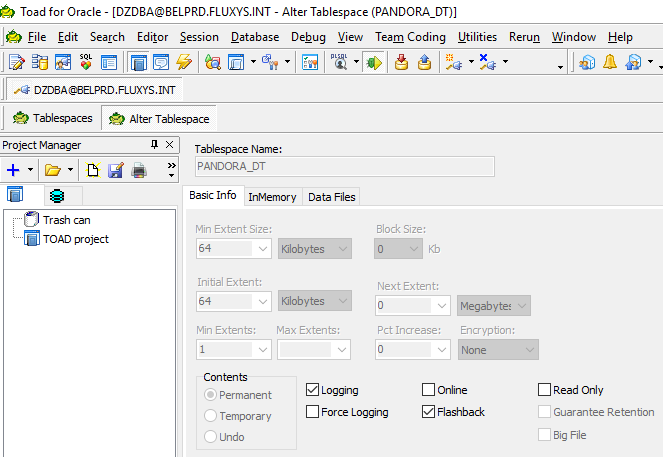 Toad for Oracle - [DZDBA@BELPRD.FLUXYS.INT - Alter Tablespace (PANDORA_DT)]
File Edit Search Editor Session Database Debug View Team Coding Utilities Rerun Window Help
SQL DLSQL
DZDBA@BELPRD.FLUXYS.INT
Tablespaces Alter Tablespace
Project Manager
Tablespace Name:
PANDORA_DT
Basic Info InMemory Data Files
Trash can
TOAD project
Min Extent Size: Block Size:
64 Kilobytes 0 Kb
Initial Extent: Next Extent:
64 Kilobytes 0 Megabytes
Min Extents: Max Extents: Pct Increase: Encryption:
1 0 None
Contents
Permanent Logging Online Read Only
Temporary Force Logging Flashback Guarantee Retention
Undo Big File